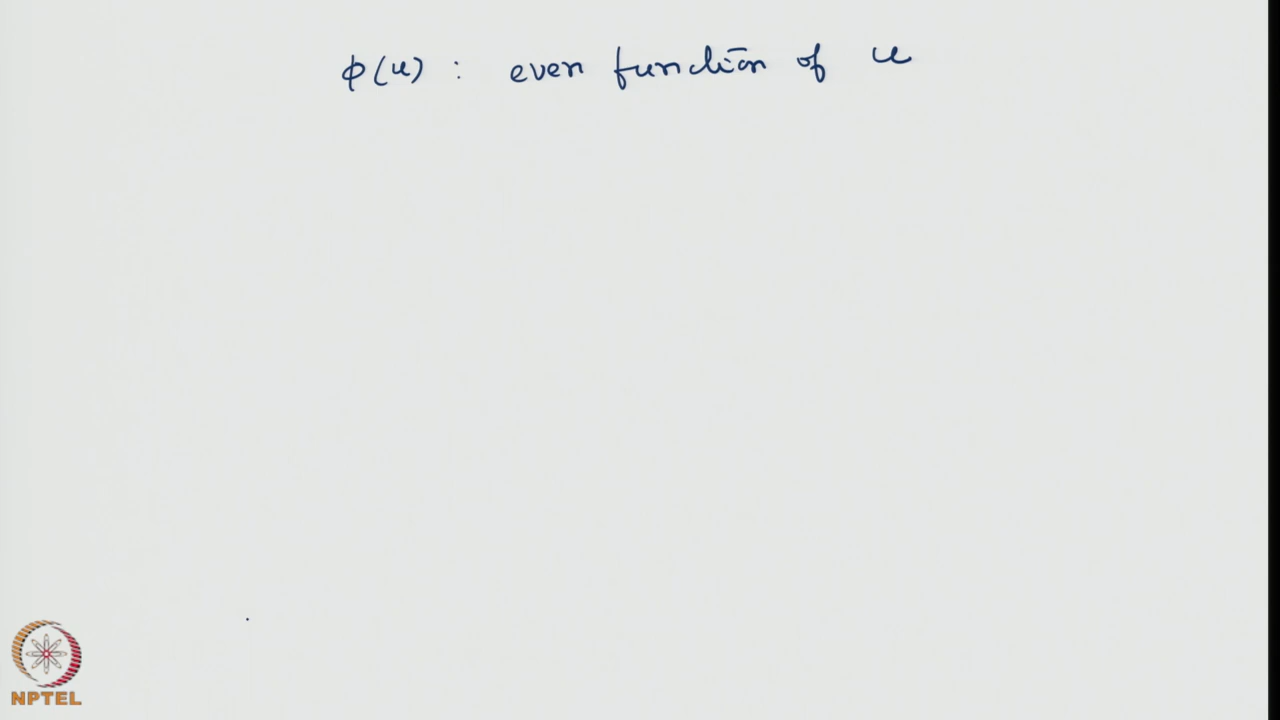 ϕ(u) : even function of u
NPTEL